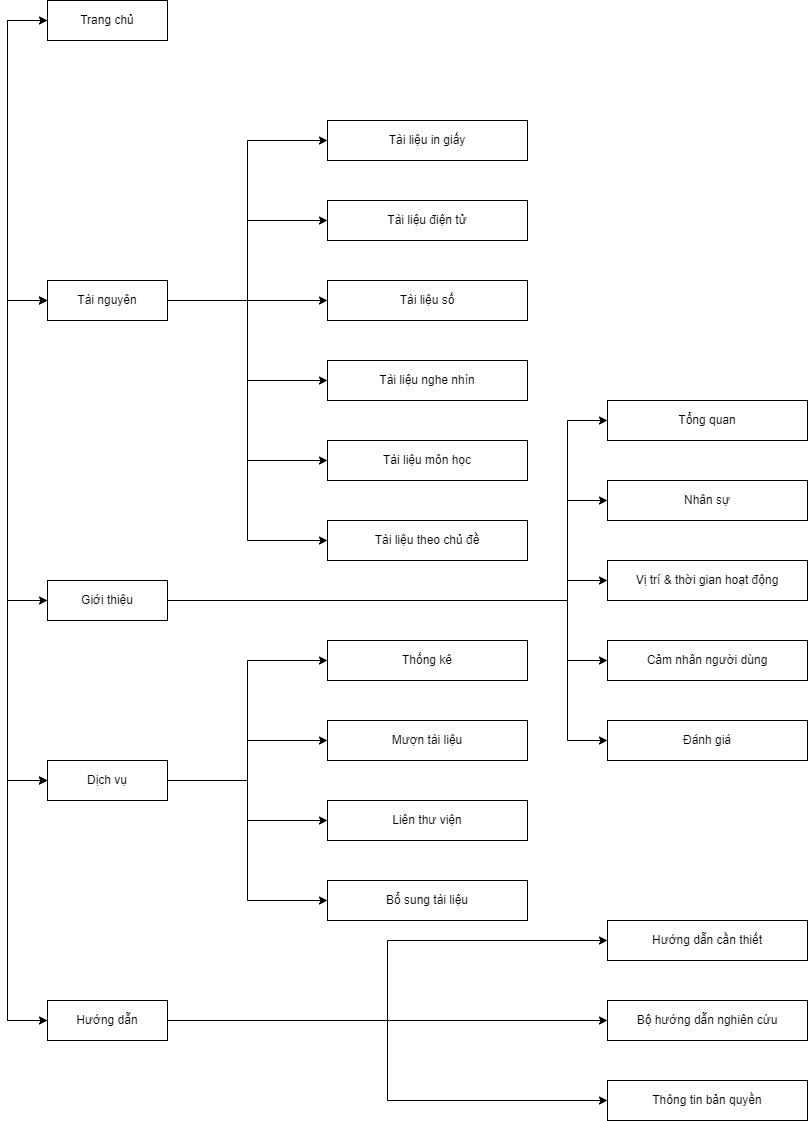 Trang chủ
Tài nguyên
Tài liệu in giấy
Tài liệu điện tử
Tài liệu số
Tài liệu nghe nhìn
Tài liệu môn học
Tài liệu theo chủ đề
Giới thiệu
Tổng quan
Nhân sự
Vị trí & thời gian hoạt động
Cảm nhân người dùng
Đánh giá
Dịch vụ
Thống kê
Mượn tài liệu
Liên thư viện
Bổ sung tài liệu
Hướng dẫn
Hướng dẫn cần thiết
Bộ hướng dẫn nghiên cứu
Thông tin bản quyền